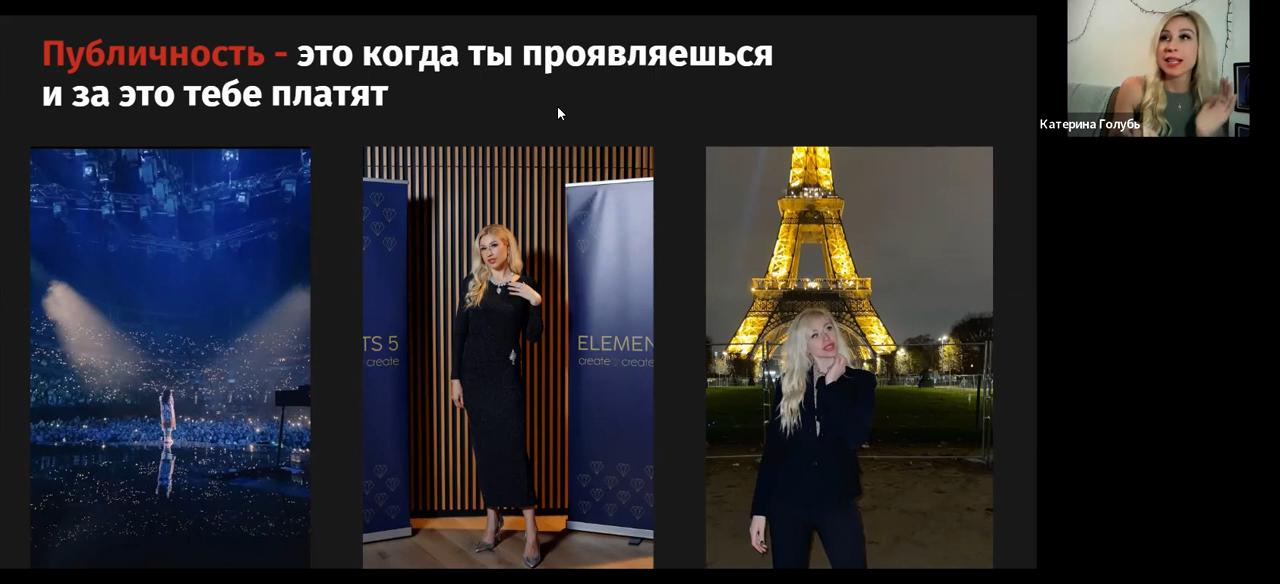 Публичность - это когда ты проявляешься
и за это тебе платят
Катерина Голубь
TS 5
create
ELEMEN
create :: create